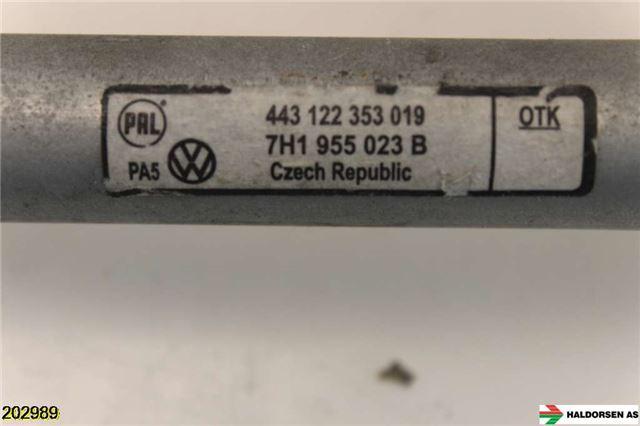 PAL
443 122 353 019
7H1 955 023 B
PA5
Czech Republic
OTK
202989
HALDORSEN AS